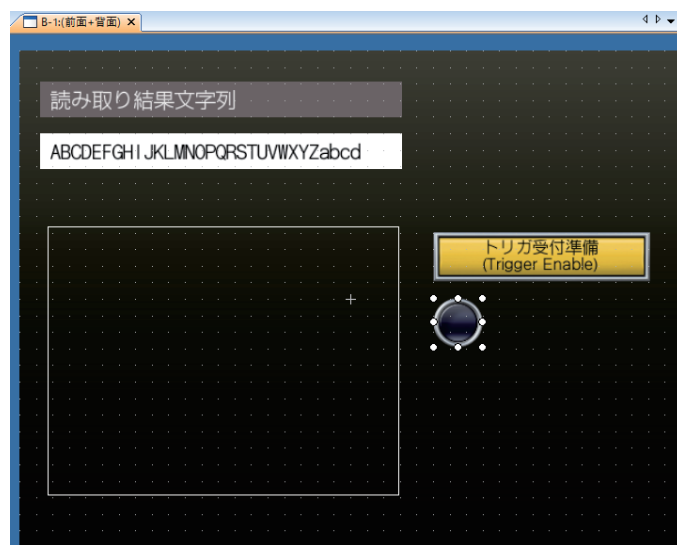 B-1:(前面+背面)
読み取り結果文字列
ABCDEFGHIJKLMNOPQRSTUVWXYZabcd
トリガ受付準備
(Trigger Enable)